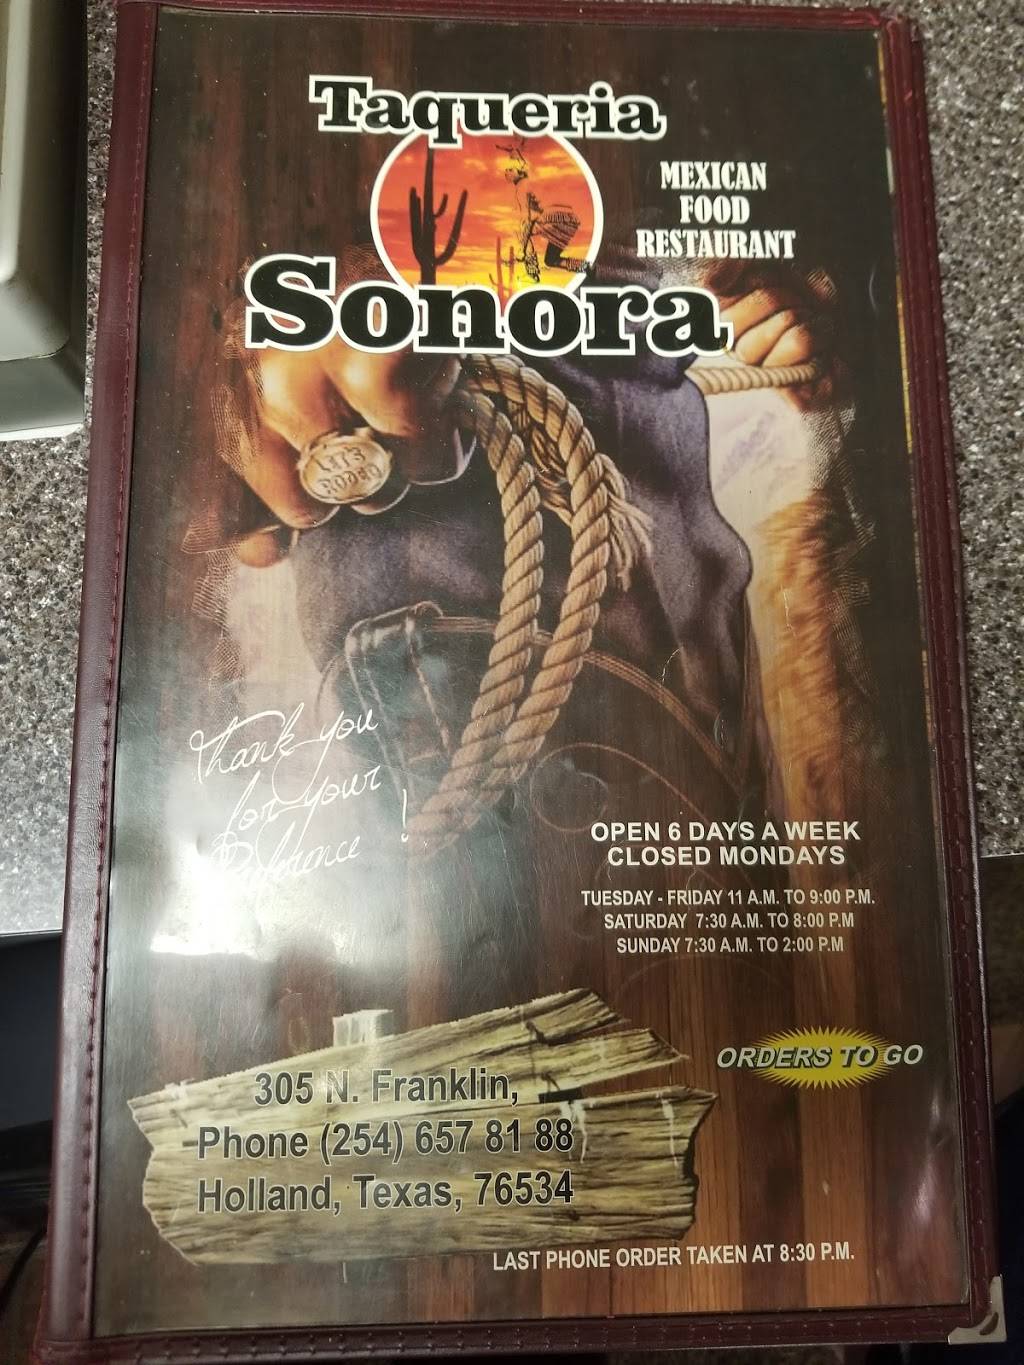 Taqueria
Sonora
MEXICAN
FOOD
RESTAURANT
LET'S
RODEO
Thank you
for your
Preference !
OPEN 6 DAYS A WEEK
CLOSED MONDAYS
TUESDAY - FRIDAY 11 A.M. TO 9:00 P.M.
SATURDAY 7:30 A.M. TO 8:00 P.M
SUNDAY 7:30 A.M. TO 2:00 P.M
ORDERS TO GO
305 N. Franklin,
Phone (254) 657 81 88
Holland, Texas, 76534
LAST PHONE ORDER TAKEN AT 8:30 P.M.